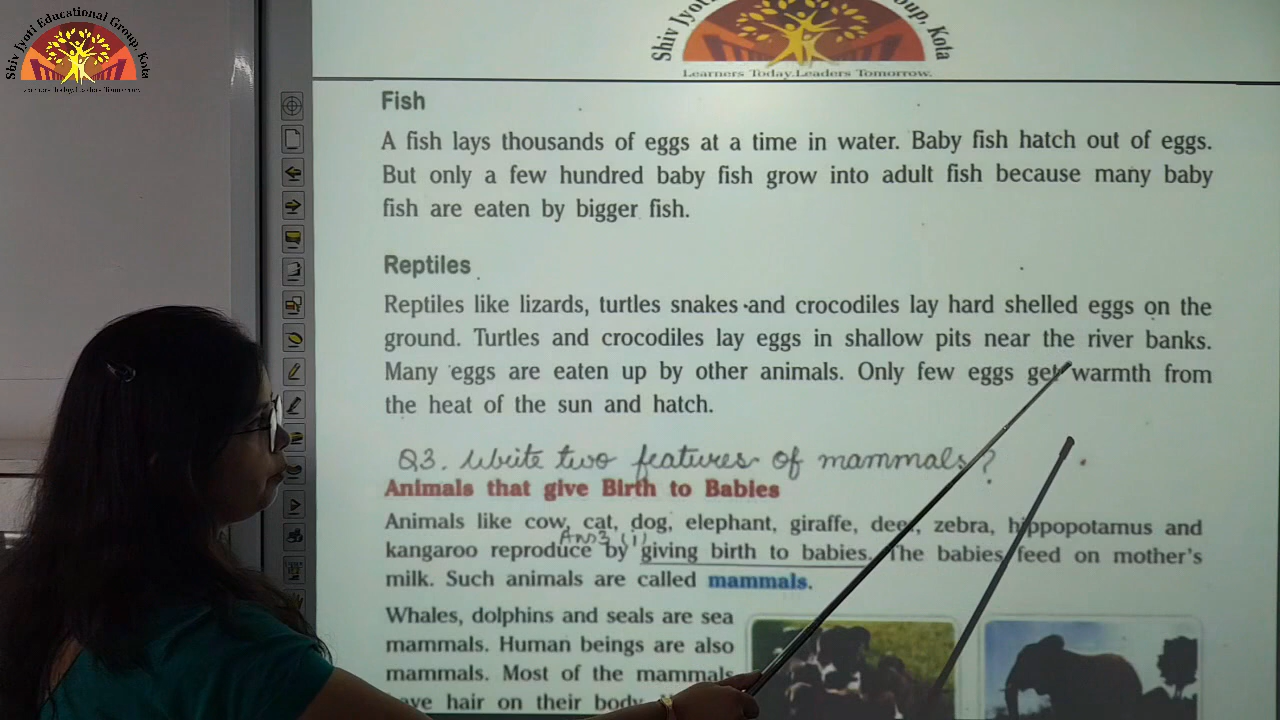 Shiv Jyoti Educational Group, Kota
Learners Today.Leaders Tomorrow.
Shiv Jyoti Group, Kota
Learners Today.Leaders Tomorrow.
Fish
A fish lays thousands of eggs at a time in water. Baby fish hatch out of eggs.
But only a few hundred baby fish grow into adult fish because many baby
fish are eaten by bigger fish.
Reptiles
Reptiles like lizards, turtles snakes and crocodiles lay hard shelled eggs on the
ground. Turtles and crocodiles lay eggs in shallow pits near the river banks.
Many eggs are eaten up by other animals. Only few eggs get warmth from
the heat of the sun and hatch.
Q3. Write two features of mammals?
Animals that give Birth to Babies
Animals like cow, cat, dog, elephant, giraffe, deer, zebra, hippopotamus and
Ans3 (i)
kangaroo reproduce by giving birth to babies. The babies feed on mother's
milk. Such animals are called mammals.
Whales, dolphins and seals are sea
mammals. Human beings are also
mammals. Most of the mammals
have hair on their body